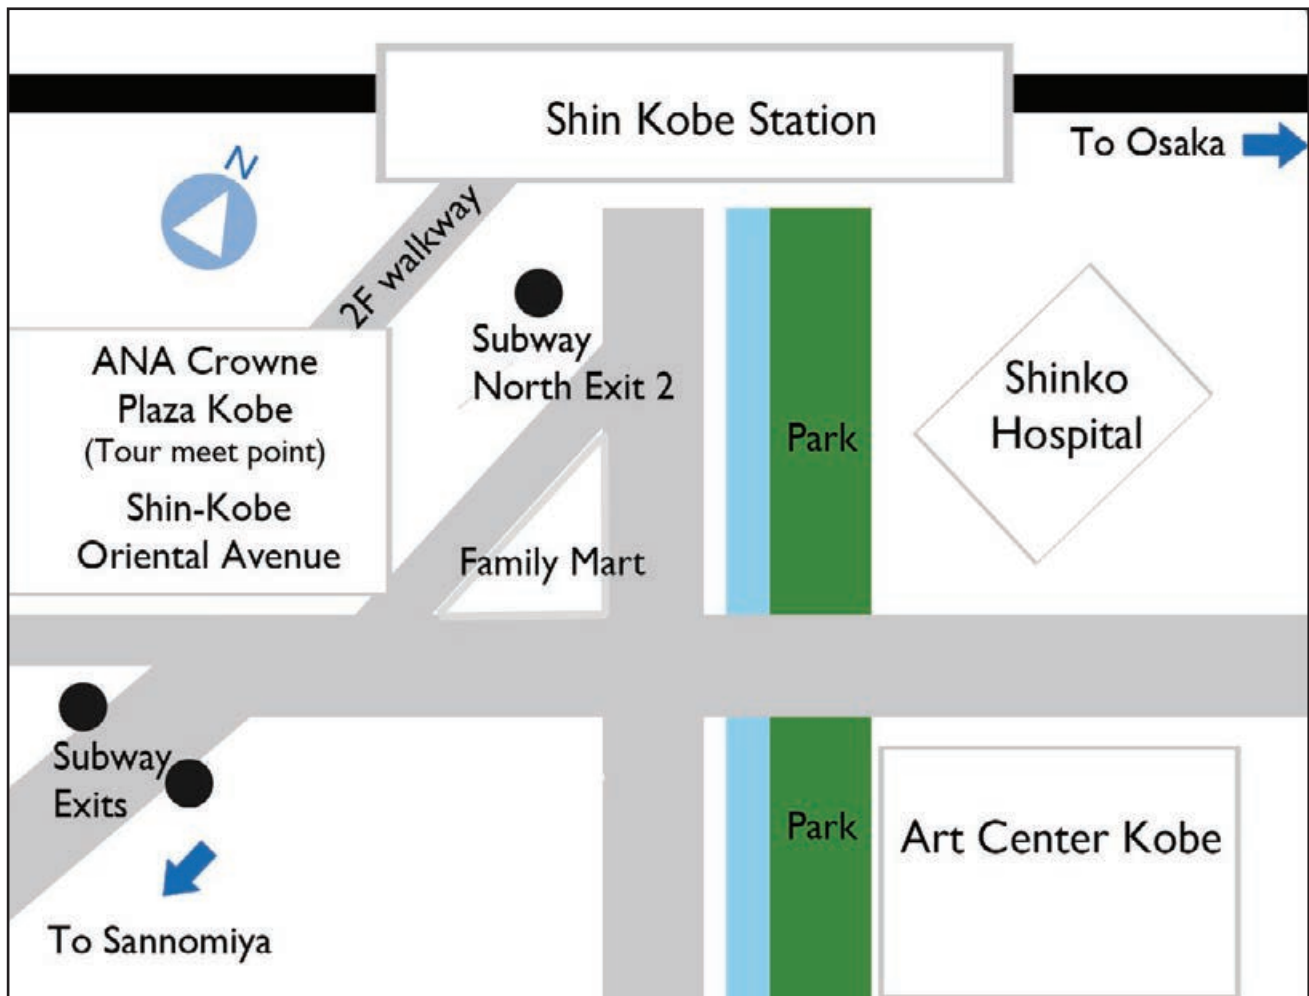 Shin Kobe Station
To Osaka
N
2F walkway
Subway
North Exit 2
ANA Crowne
Plaza Kobe
(Tour meet point)
Shin-Kobe
Oriental Avenue
Shinko
Hospital
Park
Family Mart
Subway
Exits
Park
Art Center Kobe
To Sannomiya